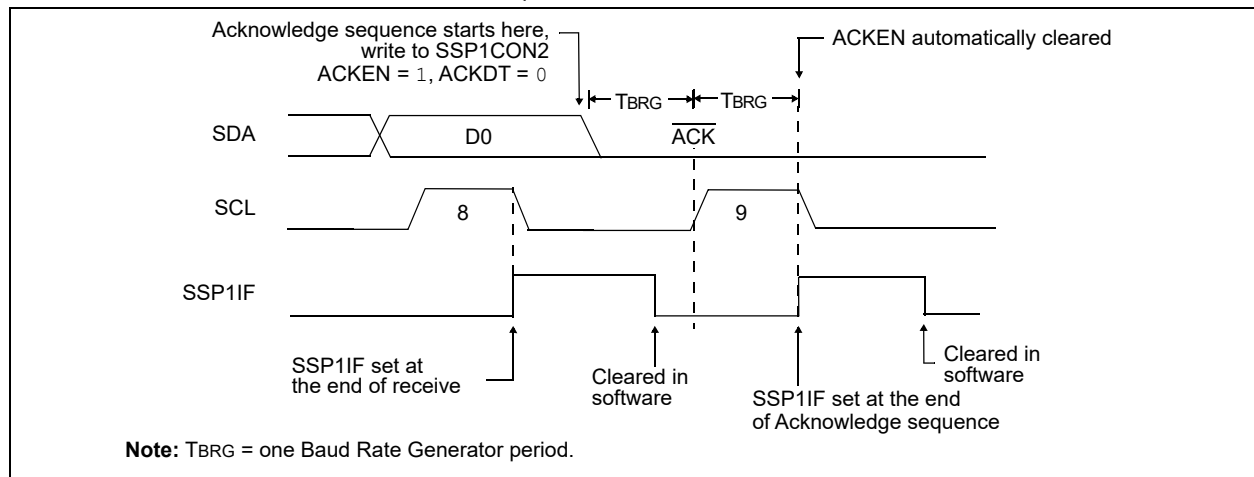 Acknowledge sequence starts here,
write to SSP1CON2
ACKEN = 1, ACKDT = 0
ACKEN automatically cleared
TBRG
TBRG
SDA
D0
ACK
SCL
8
9
SSP1IF
SSP1IF set at
the end of receive
Cleared in
software
SSP1IF set at the end
of Acknowledge sequence
Cleared in
software
Note: TBRG = one Baud Rate Generator period.